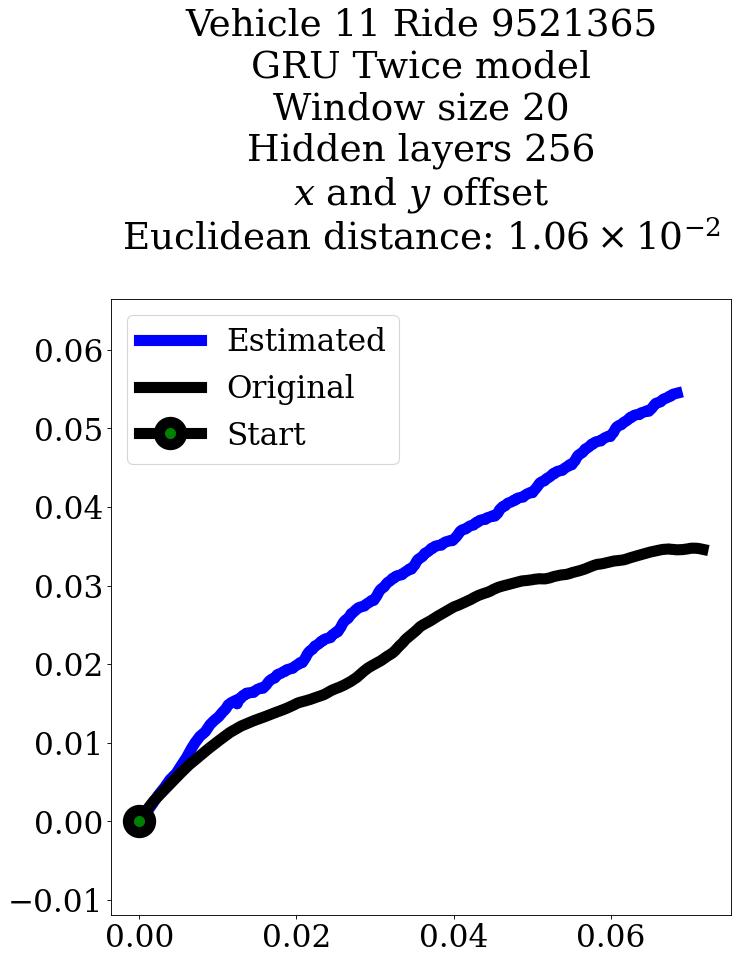 Vehicle 11 Ride 9521365
GRU Twice model
Window size 20
Hidden layers 256
x and y offset
Euclidean distance: 1.06 × 10⁻²
Estimated
Original
Start
0.06
0.05
0.04
0.03
0.02
0.01
0.00
−0.01
0.00 0.02 0.04 0.06